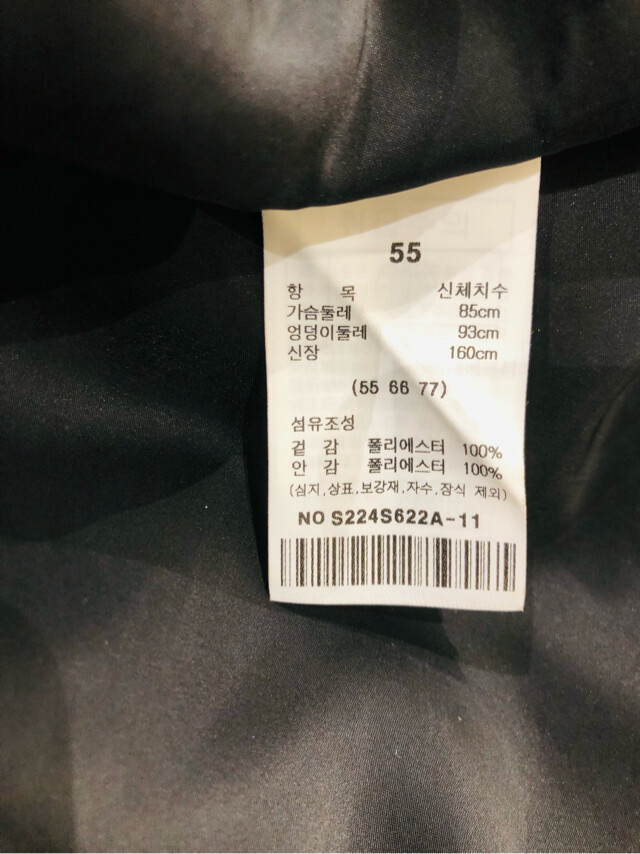 55
항 목 신체치수
가슴둘레 85cm
엉덩이둘레 93cm
신장 160cm
(55 66 77)
섬유조성
겉 감 폴리에스터 100%
안 감 폴리에스터 100%
(심지,상표,보강재,자수,장식 제외)
NO S224S622A-11